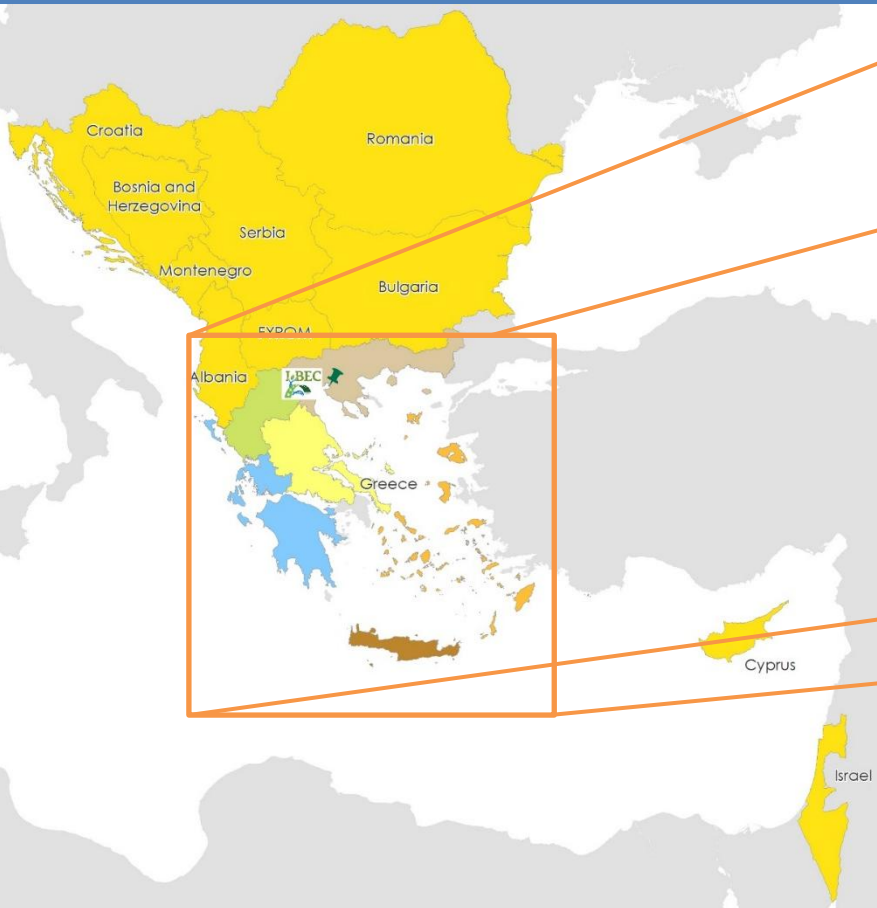 Croatia
Romania
Bosnia and
Herzegovina
Serbia
Montenegro
Bulgaria
FYROM
Albania
I-BEC
Greece
Cyprus
Israel